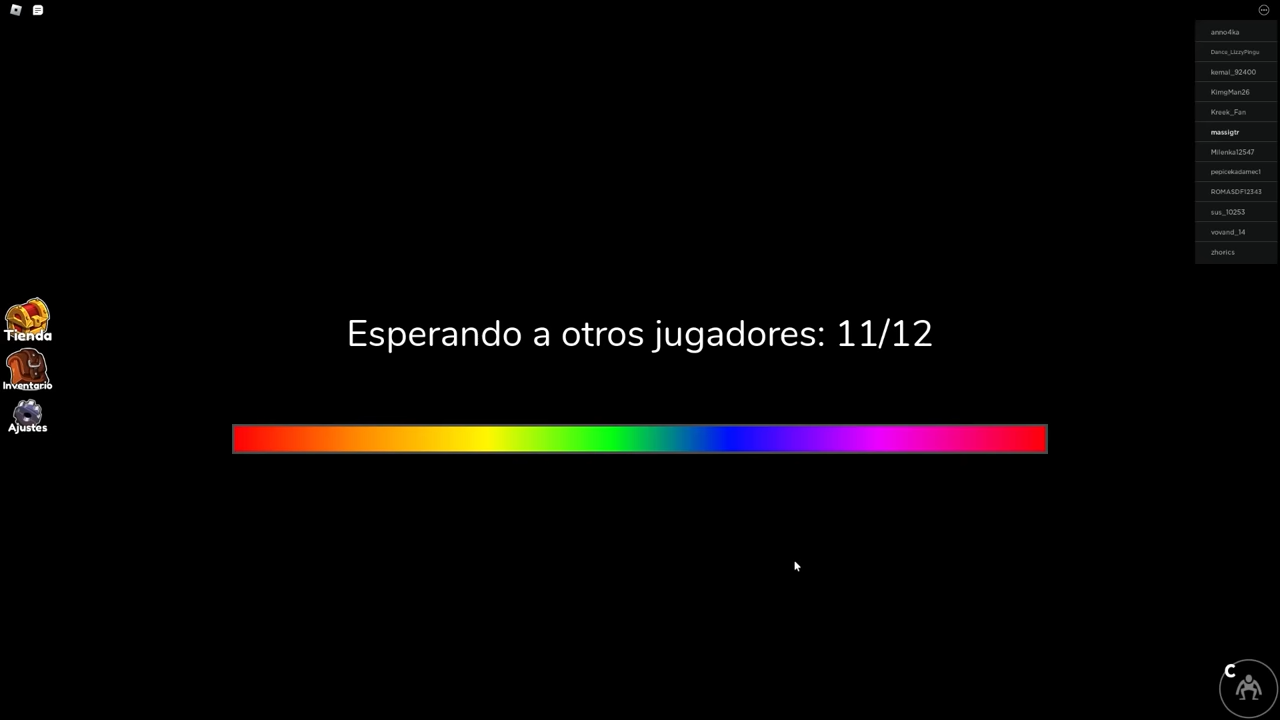 anno4ka
Dance_LizzyPingu
kemal_92400
KimgMan26
Kreek_Fan
massigtr
Milenka12547
pepicekadamec1
ROMASDF12343
sus_10253
vovand_14
zhorics
Esperando a otros jugadores: 11/12
Tienda
Inventario
Ajustes
C